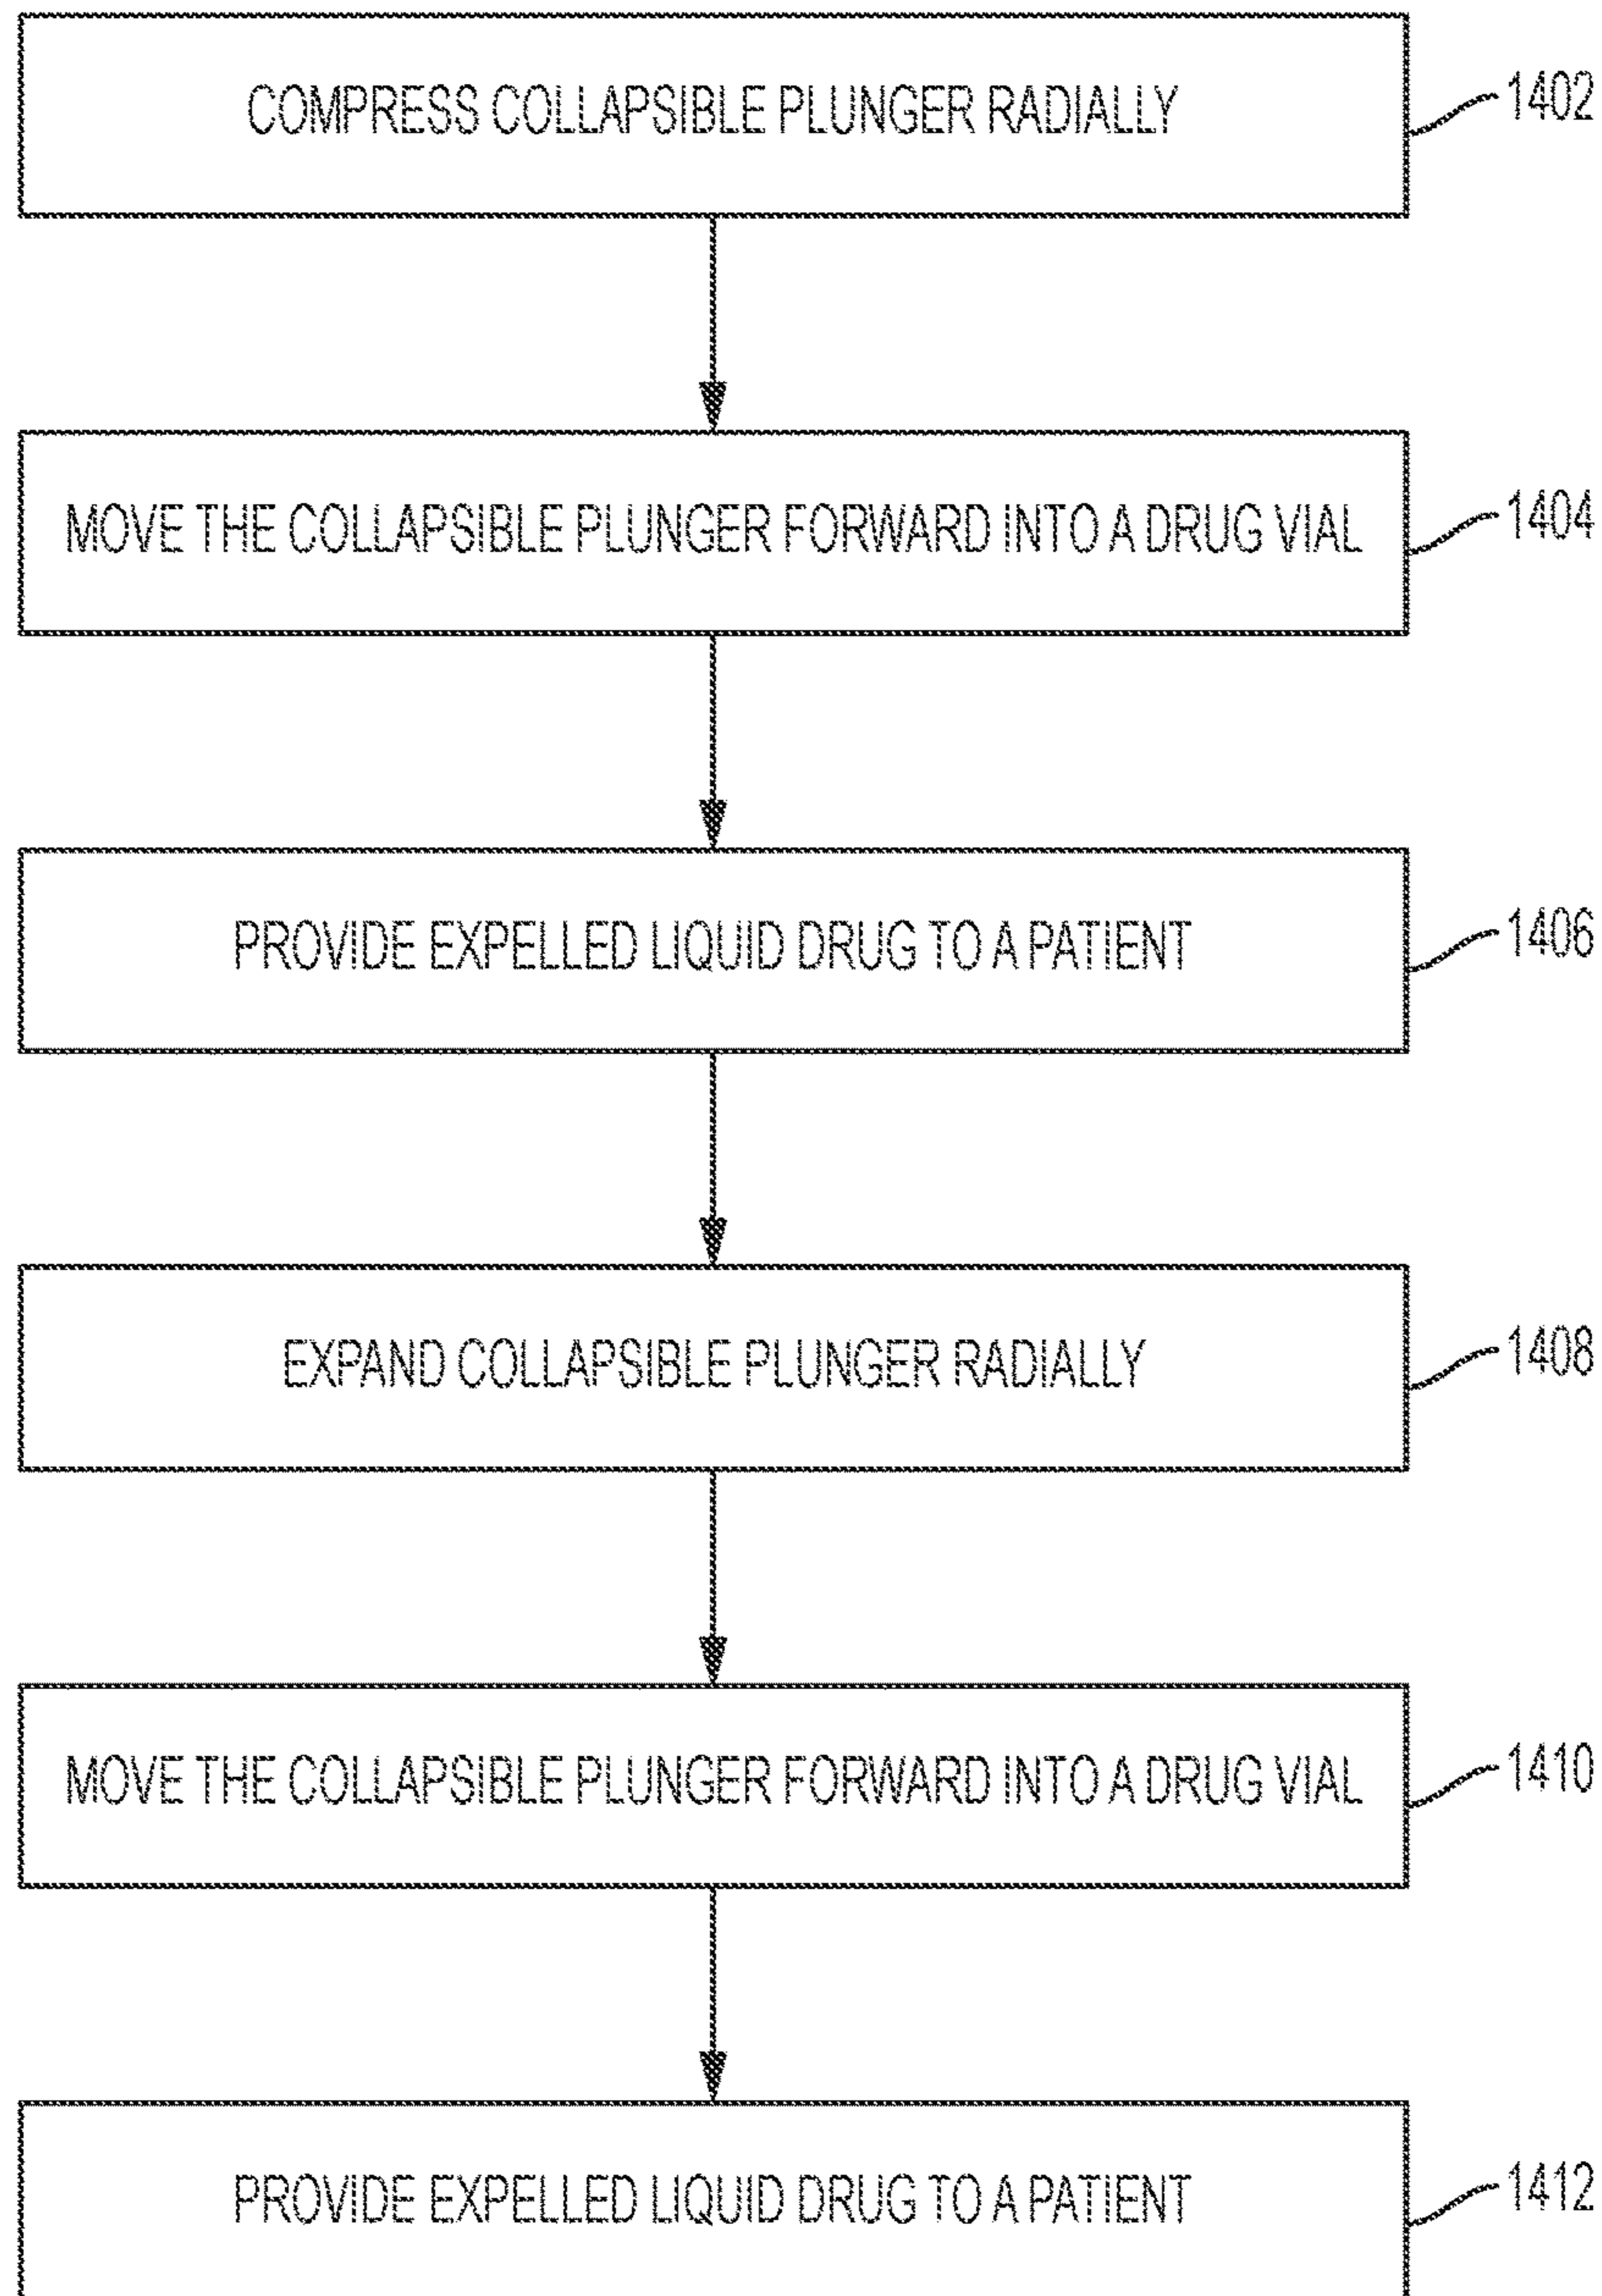 COMPRESS COLLAPSIBLE PLUNGER RADIALLY
1402
MOVE THE COLLAPSIBLE PLUNGER FORWARD INTO A DRUG VIAL
1404
PROVIDE EXPELLED LIQUID DRUG TO A PATIENT
1406
EXPAND COLLAPSIBLE PLUNGER RADIALLY
1408
MOVE THE COLLAPSIBLE PLUNGER FORWARD INTO A DRUG VIAL
1410
PROVIDE EXPELLED LIQUID DRUG TO A PATIENT
1412